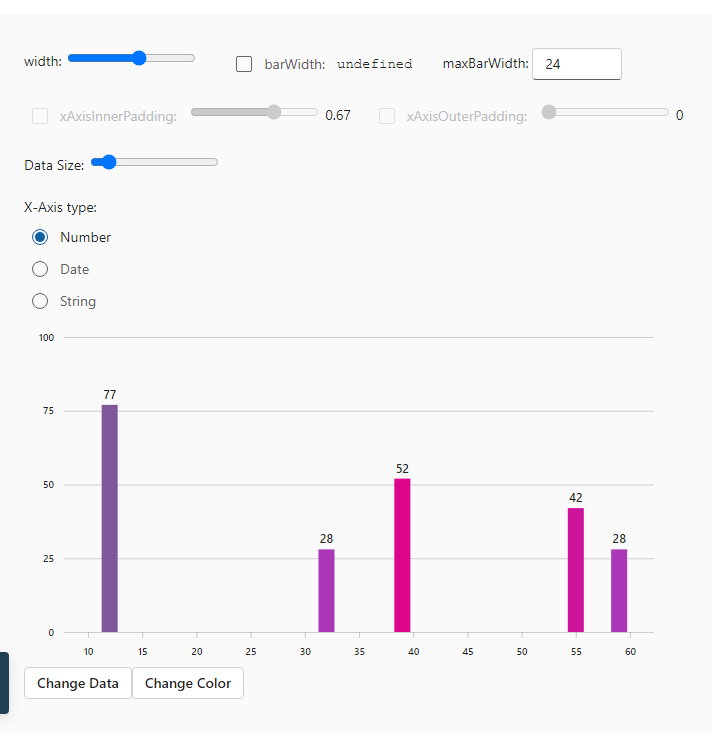 width: barWidth: undefined maxBarWidth: 24
xAxisInnerPadding: 0.67 xAxisOuterPadding: 0
Data Size:
X-Axis type:
Number
Date
String
100
77
75
52
50
42
28 28
25
0
10 15 20 25 30 35 40 45 50 55 60
Change Data Change Color